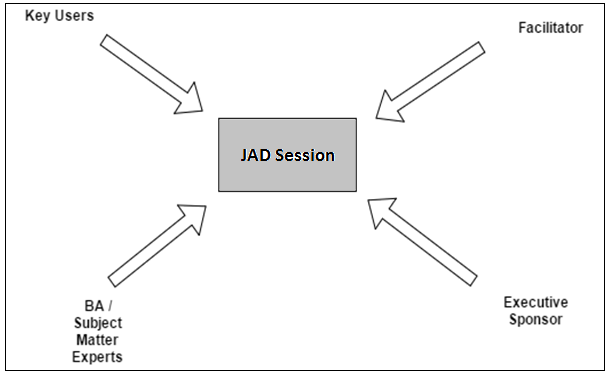 Key Users
Facilitator
JAD Session
BA /
Subject
Matter
Experts
Executive
Sponsor